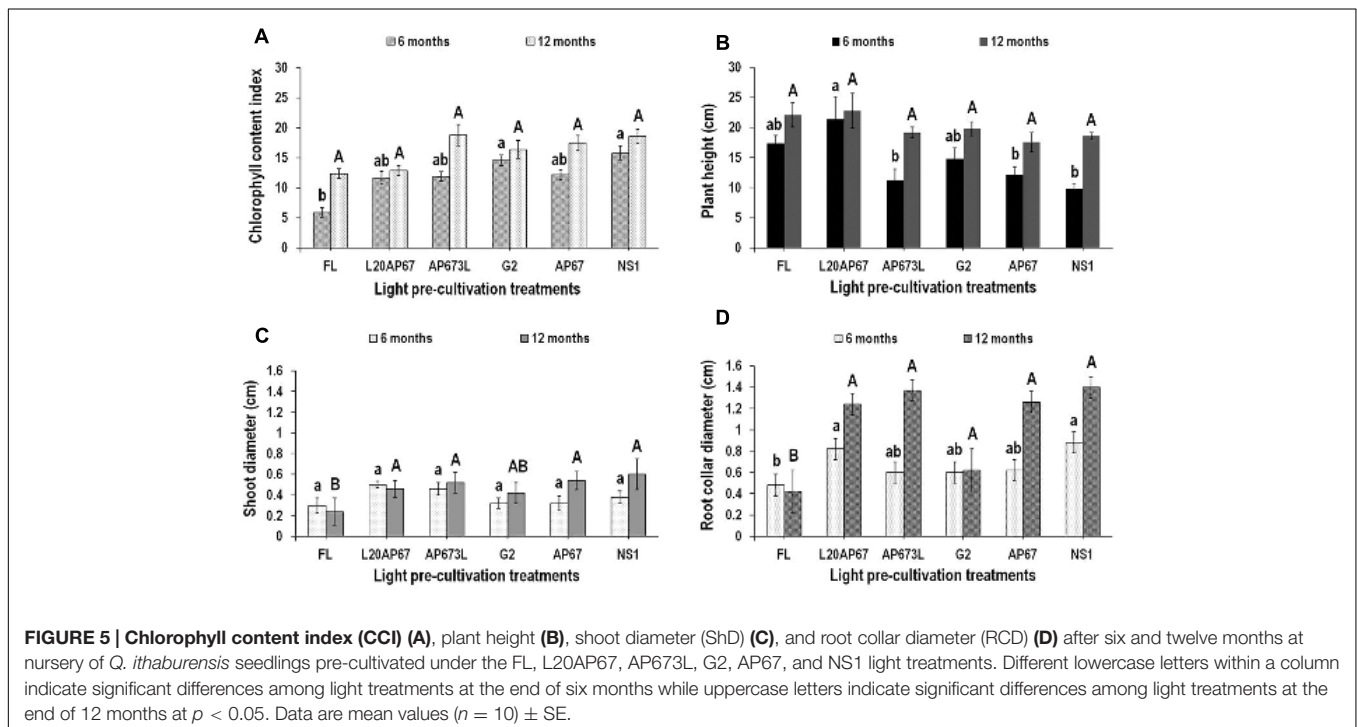 A
6 months 12 months
Chlorophyll content index
30
25
20
15
10
5
0
b A ab A ab A a A ab A a A
FL L20AP67 AP673L G2 AP67 NS1
Light pre-cultivation treatments
B
6 months 12 months
Plant height (cm)
30
25
20
15
10
5
0
ab A a A b A ab A b A b A
FL L20AP67 AP673L G2 AP67 NS1
Light pre-cultivation treatments
C
6 months 12 months
Shoot diameter (cm)
1.6
1.4
1.2
1
0.8
0.6
0.4
0.2
0
a B a A a A a AB a A a A
FL L20AP67 AP673L G2 AP67 NS1
Light pre-cultivation treatments
D
6 months 12 months
Root collar diameter (cm)
1.6
1.4
1.2
1
0.8
0.6
0.4
0.2
0
b B a A ab A ab A ab A a A
FL L20AP67 AP673L G2 AP67 NS1
Light pre-cultivation treatments
FIGURE 5 | Chlorophyll content index (CCI) (A), plant height (B), shoot diameter (ShD) (C), and root collar diameter (RCD) (D) after six and twelve months at
nursery of Q. ithaburensis seedlings pre-cultivated under the FL, L20AP67, AP673L, G2, AP67, and NS1 light treatments. Different lowercase letters within a column
indicate significant differences among light treatments at the end of six months while uppercase letters indicate significant differences among light treatments at the
end of 12 months at p < 0.05. Data are mean values (n = 10) ± SE.